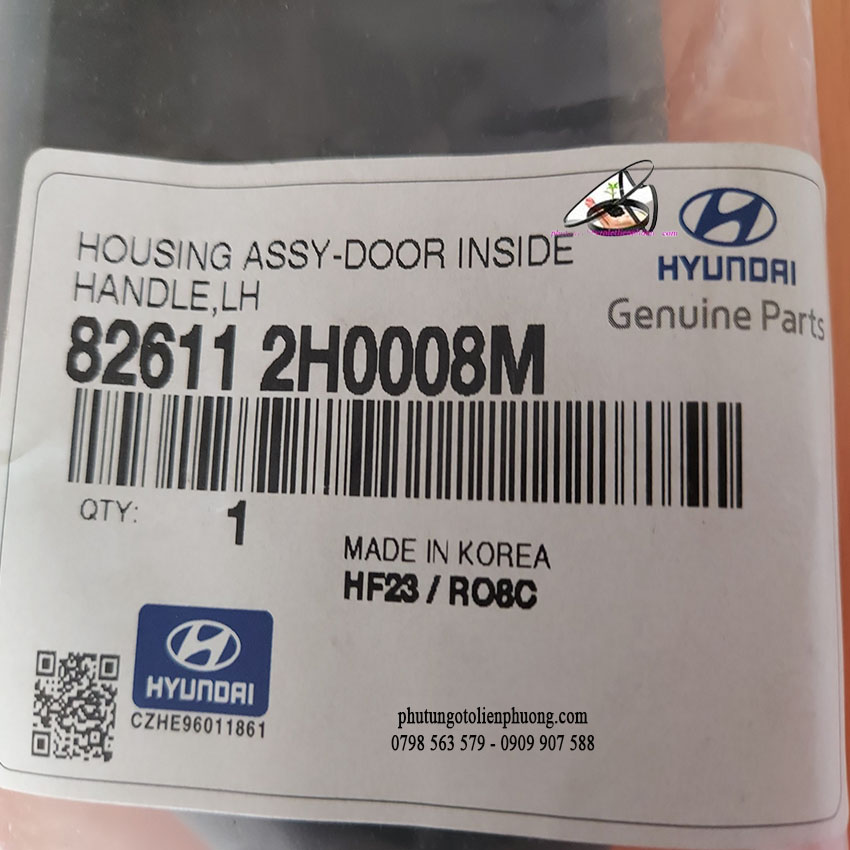 HYUNDAI
Genuine Parts
HOUSING ASSY-DOOR INSIDE
HANDLE,LH
82611 2H0008M
QTY: 1
MADE IN KOREA
HF23 / RO8C
HYUNDAI
CZHE96011861
phutungotolienphuong.com
0798 563 579 - 0909 907 588